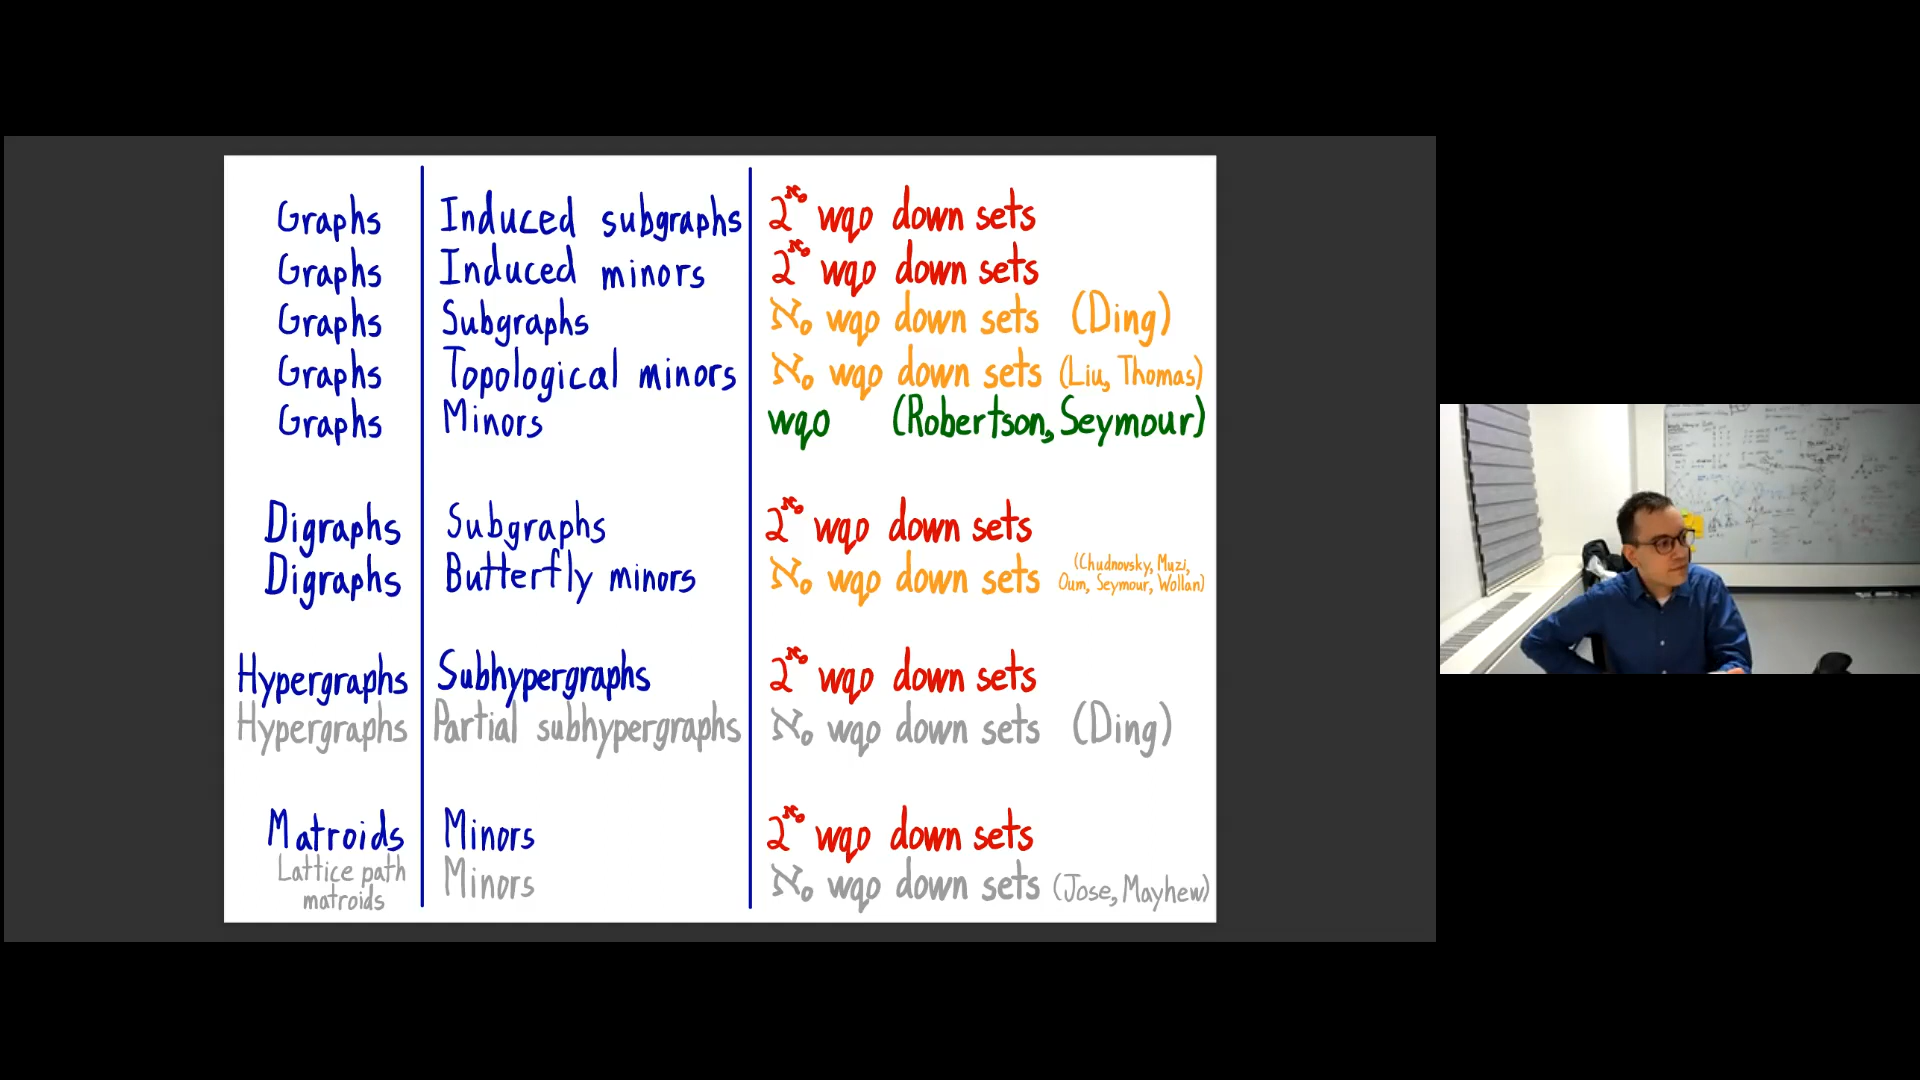 Graphs Induced subgraphs 2^ℵ₀ wqo down sets
Graphs Induced minors 2^ℵ₀ wqo down sets
Graphs Subgraphs ℵ₀ wqo down sets (Ding)
Graphs Topological minors ℵ₀ wqo down sets (Liu, Thomas)
Graphs Minors wqo (Robertson, Seymour)
Digraphs Subgraphs 2^ℵ₀ wqo down sets
Digraphs Butterfly minors ℵ₀ wqo down sets (Chudnovsky, Muzi,
Oum, Seymour, Wollan)
Hypergraphs Subhypergraphs 2^ℵ₀ wqo down sets
Hypergraphs Partial subhypergraphs ℵ₀ wqo down sets (Ding)
Matroids Minors 2^ℵ₀ wqo down sets
Lattice path
matroids Minors ℵ₀ wqo down sets (Jose, Mayhew)